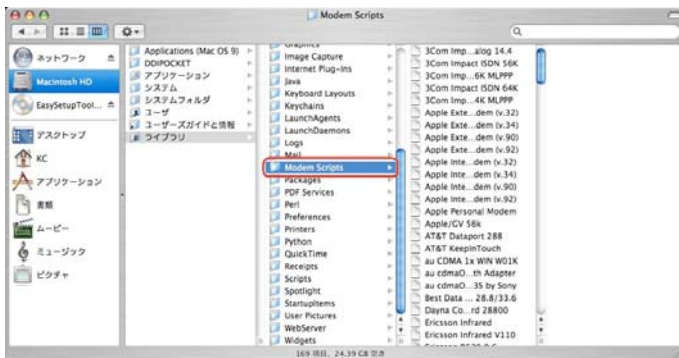 Modem Scripts
ネットワーク
Macintosh HD
EasySetupTool...
デスクトップ
KC
アプリケーション
書類
ムービー
ミュージック
ピクチャ
Applications (Mac OS 9)
DDIPOCKET
アプリケーション
システム
システムフォルダ
ユーザ
ユーザーズガイドと情報
ライブラリ
Graphics
Image Capture
Internet Plug-Ins
Java
Keyboard Layouts
Keychains
LaunchAgents
LaunchDaemons
Logs
Mail
Modem Scripts
Packages
PDF Services
Perl
Preferences
Printers
Python
QuickTime
Receipts
Scripts
Spotlight
StartupItems
User Pictures
WebServer
Widgets
3Com Imp...alog 14.4
3Com Impact ISDN 56K
3Com Imp...6K MLPPP
3Com Impact ISDN 64K
3Com Imp...4K MLPPP
Apple Exte...dem (v.32)
Apple Exte...dem (v.34)
Apple Exte...dem (v.90)
Apple Exte...dem (v.92)
Apple Inte...dem (v.32)
Apple Inte...dem (v.34)
Apple Inte...dem (v.90)
Apple Inte...dem (v.92)
Apple Personal Modem
Apple/GV 56k
AT&T Dataport 288
AT&T KeepInTouch
au CDMA 1x WIN W01K
au cdmaO...th Adapter
au cdmaO...35 by Sony
Best Data ... 28.8/33.6
Dayna Co...rd 28800
Ericsson Infrared
Ericsson Infrared V110
169 項目、24.39 GB 空き